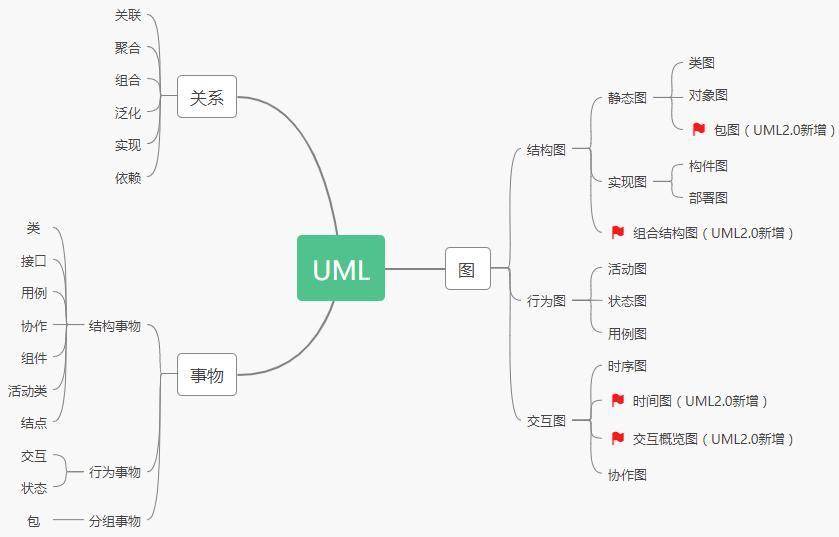 UML
关系
关联
聚合
组合
泛化
实现
依赖
事物
结构事物
类
接口
用例
协作
组件
活动类
结点
行为事物
交互
状态
分组事物
包
图
结构图
静态图
类图
对象图
包图（UML2.0新增）
实现图
构件图
部署图
组合结构图（UML2.0新增）
行为图
活动图
状态图
用例图
交互图
时序图
时间图（UML2.0新增）
交互概览图（UML2.0新增）
协作图